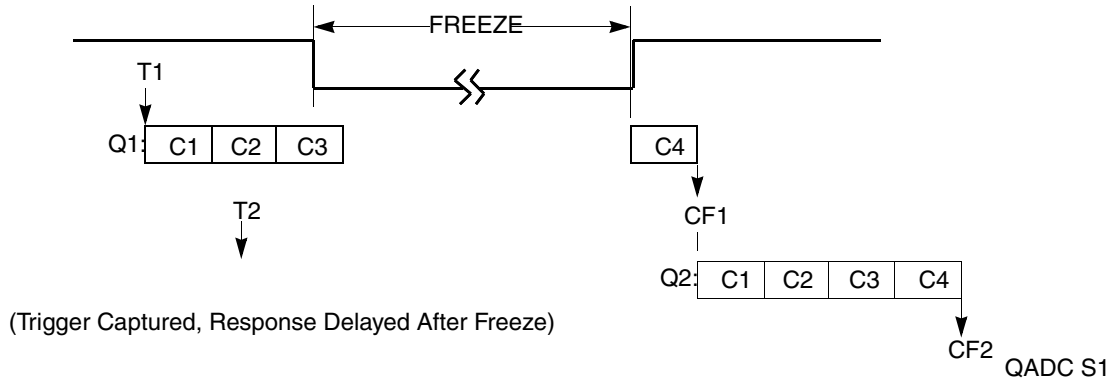 FREEZE
T1
Q1: C1 C2 C3
C4
T2
CF1
Q2: C1 C2 C3 C4
(Trigger Captured, Response Delayed After Freeze)
CF2
QADC S1